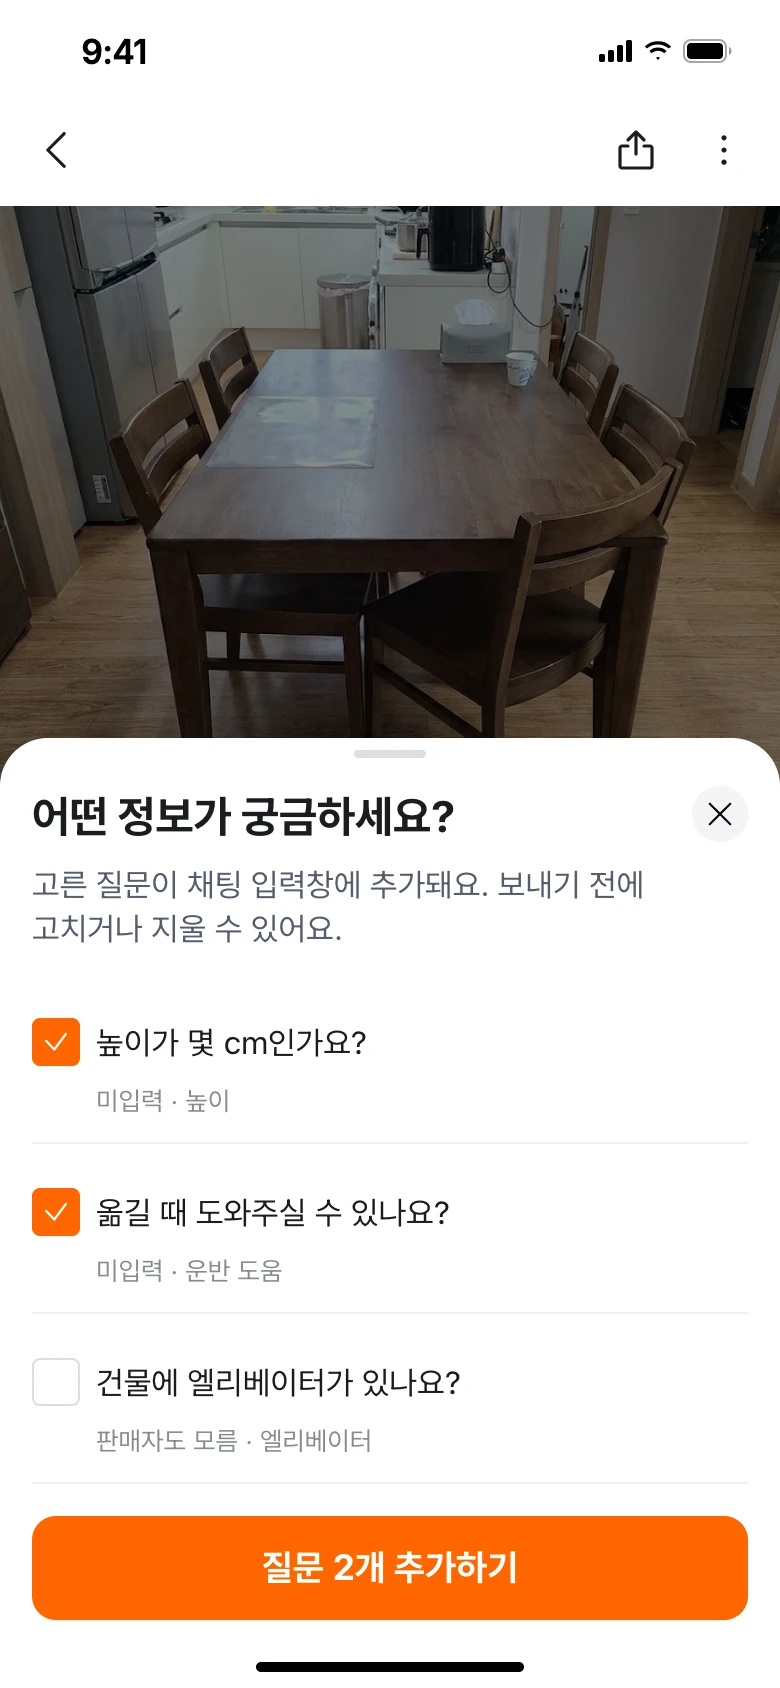 9:41
어떤 정보가 궁금하세요?
고른 질문이 채팅 입력창에 추가돼요. 보내기 전에
고치거나 지울 수 있어요.
높이가 몇 cm인가요?
미입력 · 높이
옮길 때 도와주실 수 있나요?
미입력 · 운반 도움
건물에 엘리베이터가 있나요?
판매자도 모름 · 엘리베이터
질문 2개 추가하기